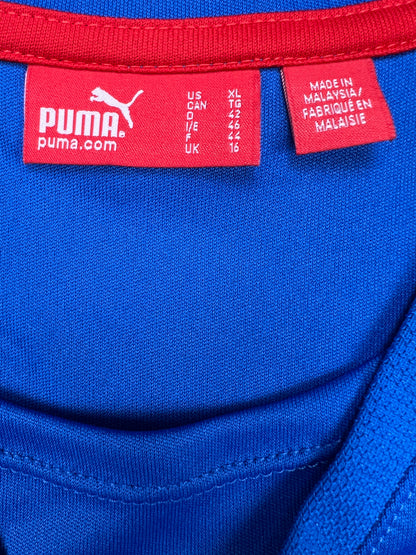 PUMA®
puma.com
US XL
CAN TG
D 42
I/E 46
F 44
UK 16
MADE IN
MALAYSIA/
FABRIQUÉ EN
MALAISIE